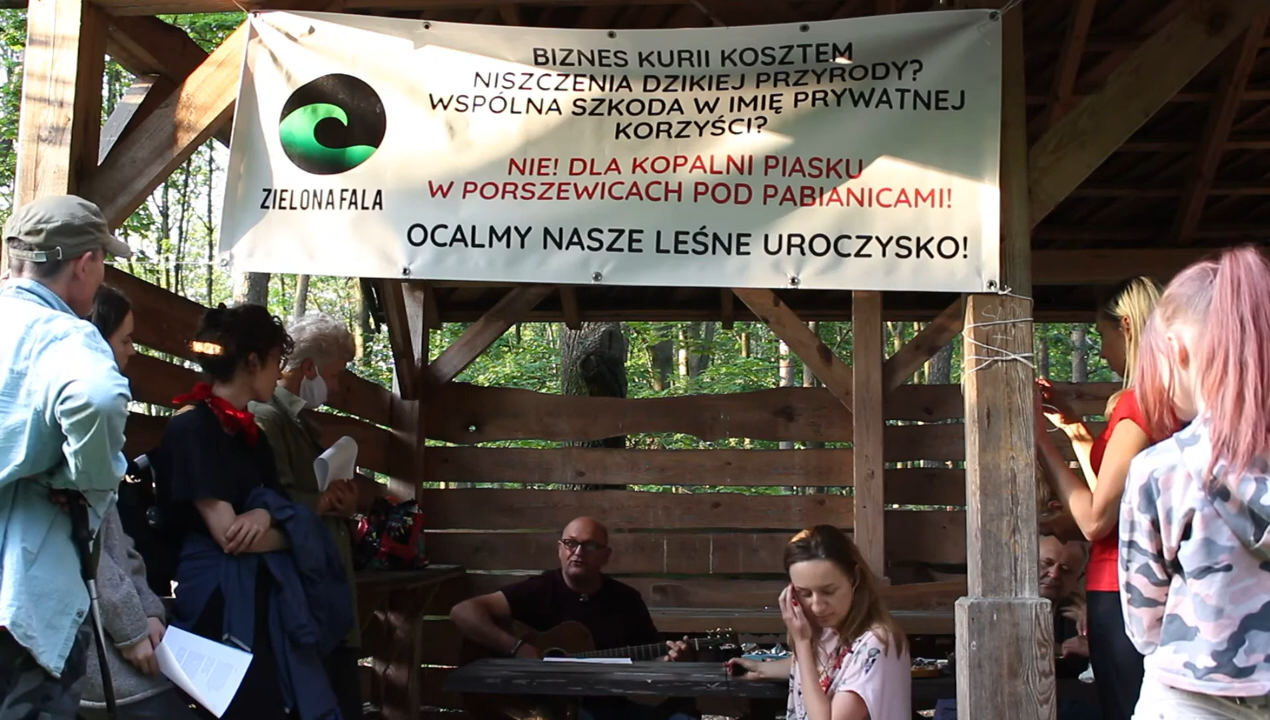 BIZNES KURII KOSZTEM
NISZCZENIA DZIKIEJ PRZYRODY?
WSPÓLNA SZKODA W IMIĘ PRYWATNEJ
KORZYŚCI?
NIE! DLA KOPALNI PIASKU
W PORSZEWICACH POD PABIANICAMI!
OCALMY NASZE LEŚNE UROCZYSKO!
ZIELONA FALA